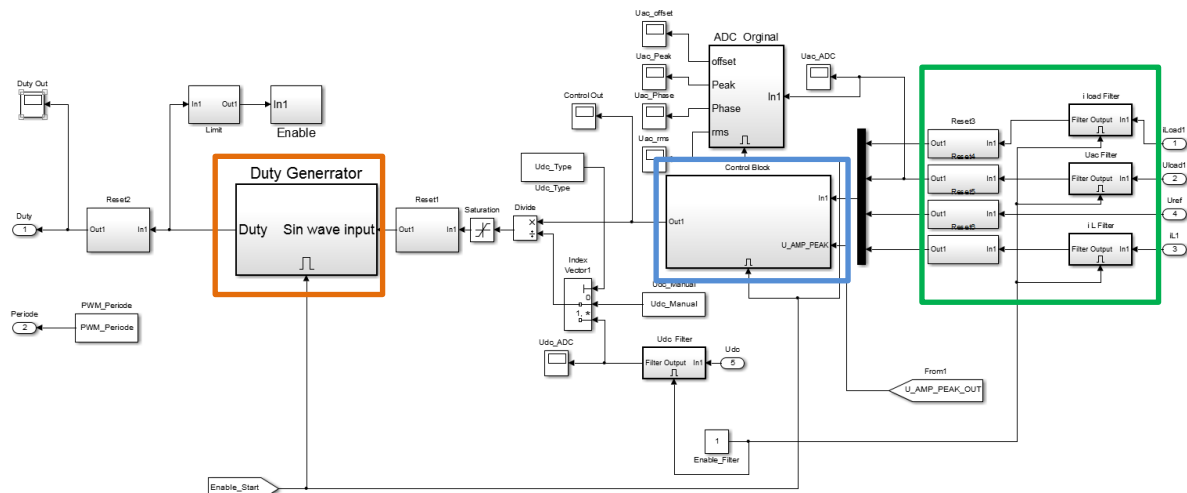 Uac_offset
ADC Orginal
offset
Peak
Phase
rms
In1
Uac_Peak
Uac_Phase
Uac_rms
Uac_ADC
Duty Out
In1 Out1
Limit
In1
Enable
Control Out
Udc_Type
Udc_Type
Control Block
Out1
In1
U_AMP_PEAK
i load Filter
Filter Output In1
iLoad1
1
Reset3
Out1 In1
Reset4
Uac Filter
Out1 In1
Filter Output In1
Uload1
2
Reset5
Out1 In1
Uref
4
Reset6
Out1 In1
i L Filter
Filter Output In1
iL1
3
Duty Generrator
Duty Sin wave input
Duty
1
Reset2
Out1 In1
Reset1
Out1 In1
Saturation
Divide
×
÷
Index
Vector1
0
1, *
Udc_Manual
Udc_Manual
Periode
2
PWM_Periode
PWM_Periode
Udc_ADC
Udc Filter
Filter Output In1
Udc
5
From1
U_AMP_PEAK_OUT
1
Enable_Filter
Enable_Start